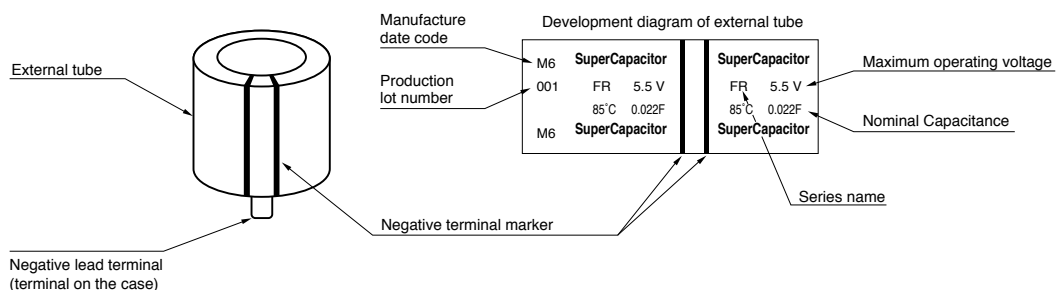 Manufacture
date code
Development diagram of external tube
External tube
Production
lot number
M6
001
M6
SuperCapacitor
FR 5.5 V
85°C 0.022F
SuperCapacitor
SuperCapacitor
FR 5.5 V
85°C 0.022F
SuperCapacitor
Maximum operating voltage
Nominal Capacitance
Series name
Negative terminal marker
Negative lead terminal
(terminal on the case)